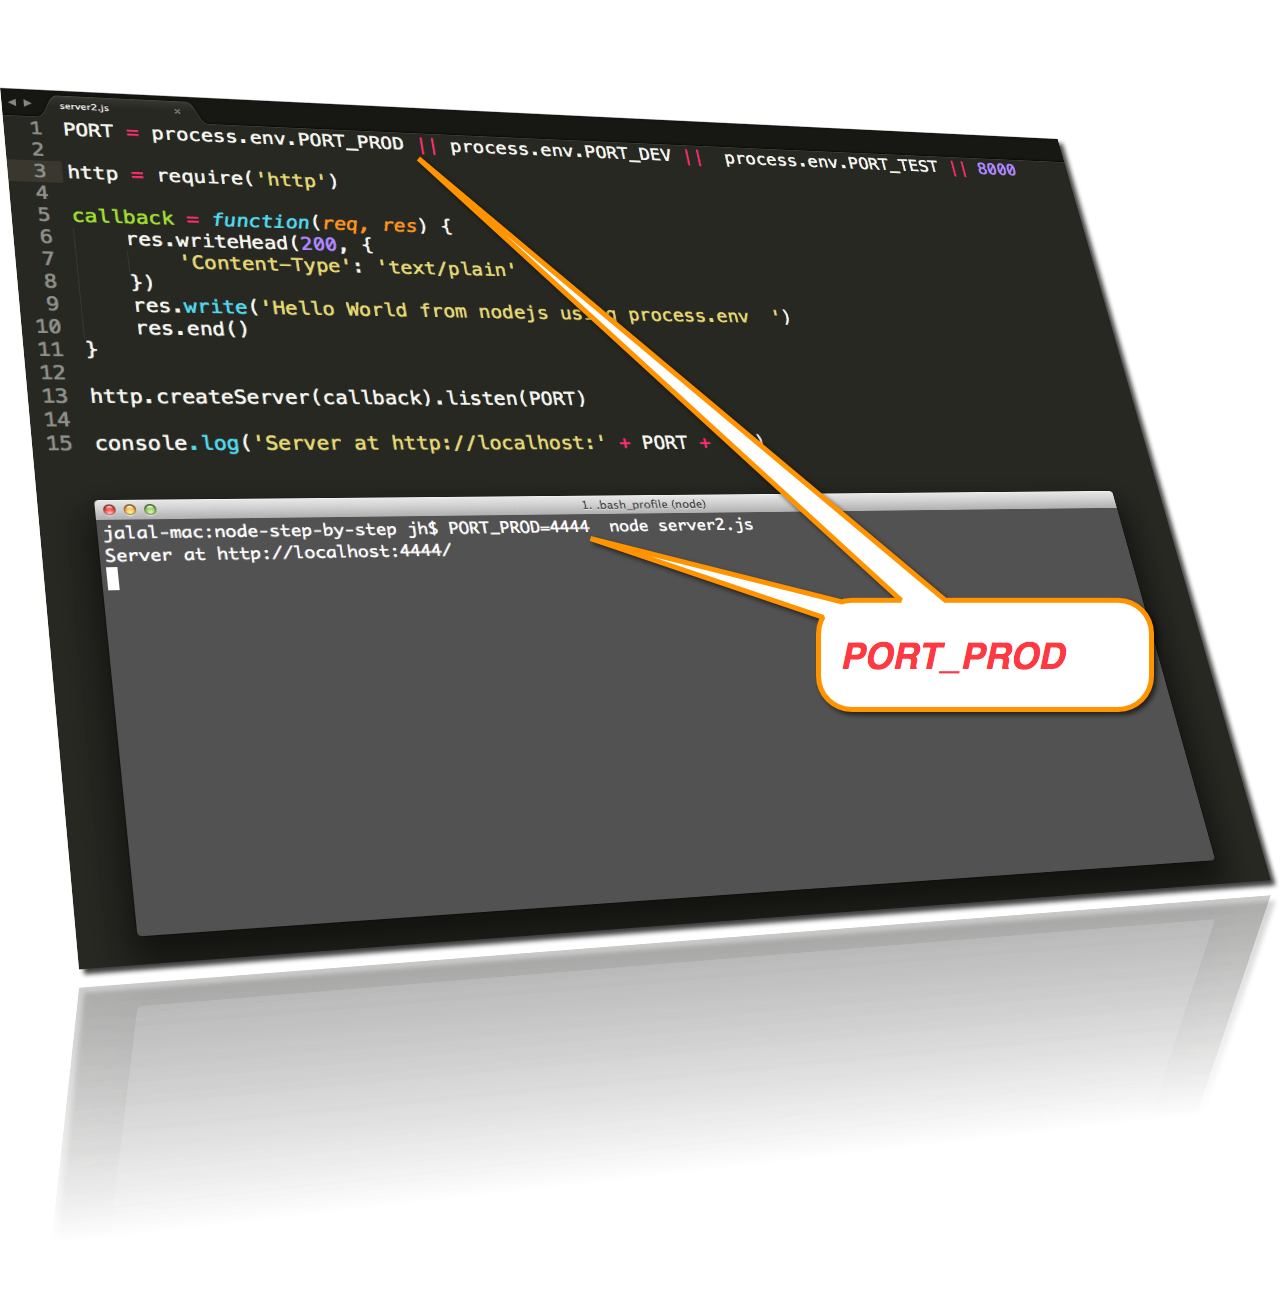 server2.js
1 PORT = process.env.PORT_PROD || process.env.PORT_DEV ||  process.env.PORT_TEST || 8000
2
3 http = require('http')
4
5 callback = function(req, res) {
6     res.writeHead(200, {
7         'Content-Type': 'text/plain'
8     })
9     res.write('Hello World from nodejs using process.env  ')
10     res.end()
11 }
12
13 http.createServer(callback).listen(PORT)
14
15 console.log('Server at http://localhost:' + PORT + )
1. .bash_profile (node)
jalal-mac:node-step-by-step jh$ PORT_PROD=4444  node server2.js
Server at http://localhost:4444/
PORT_PROD